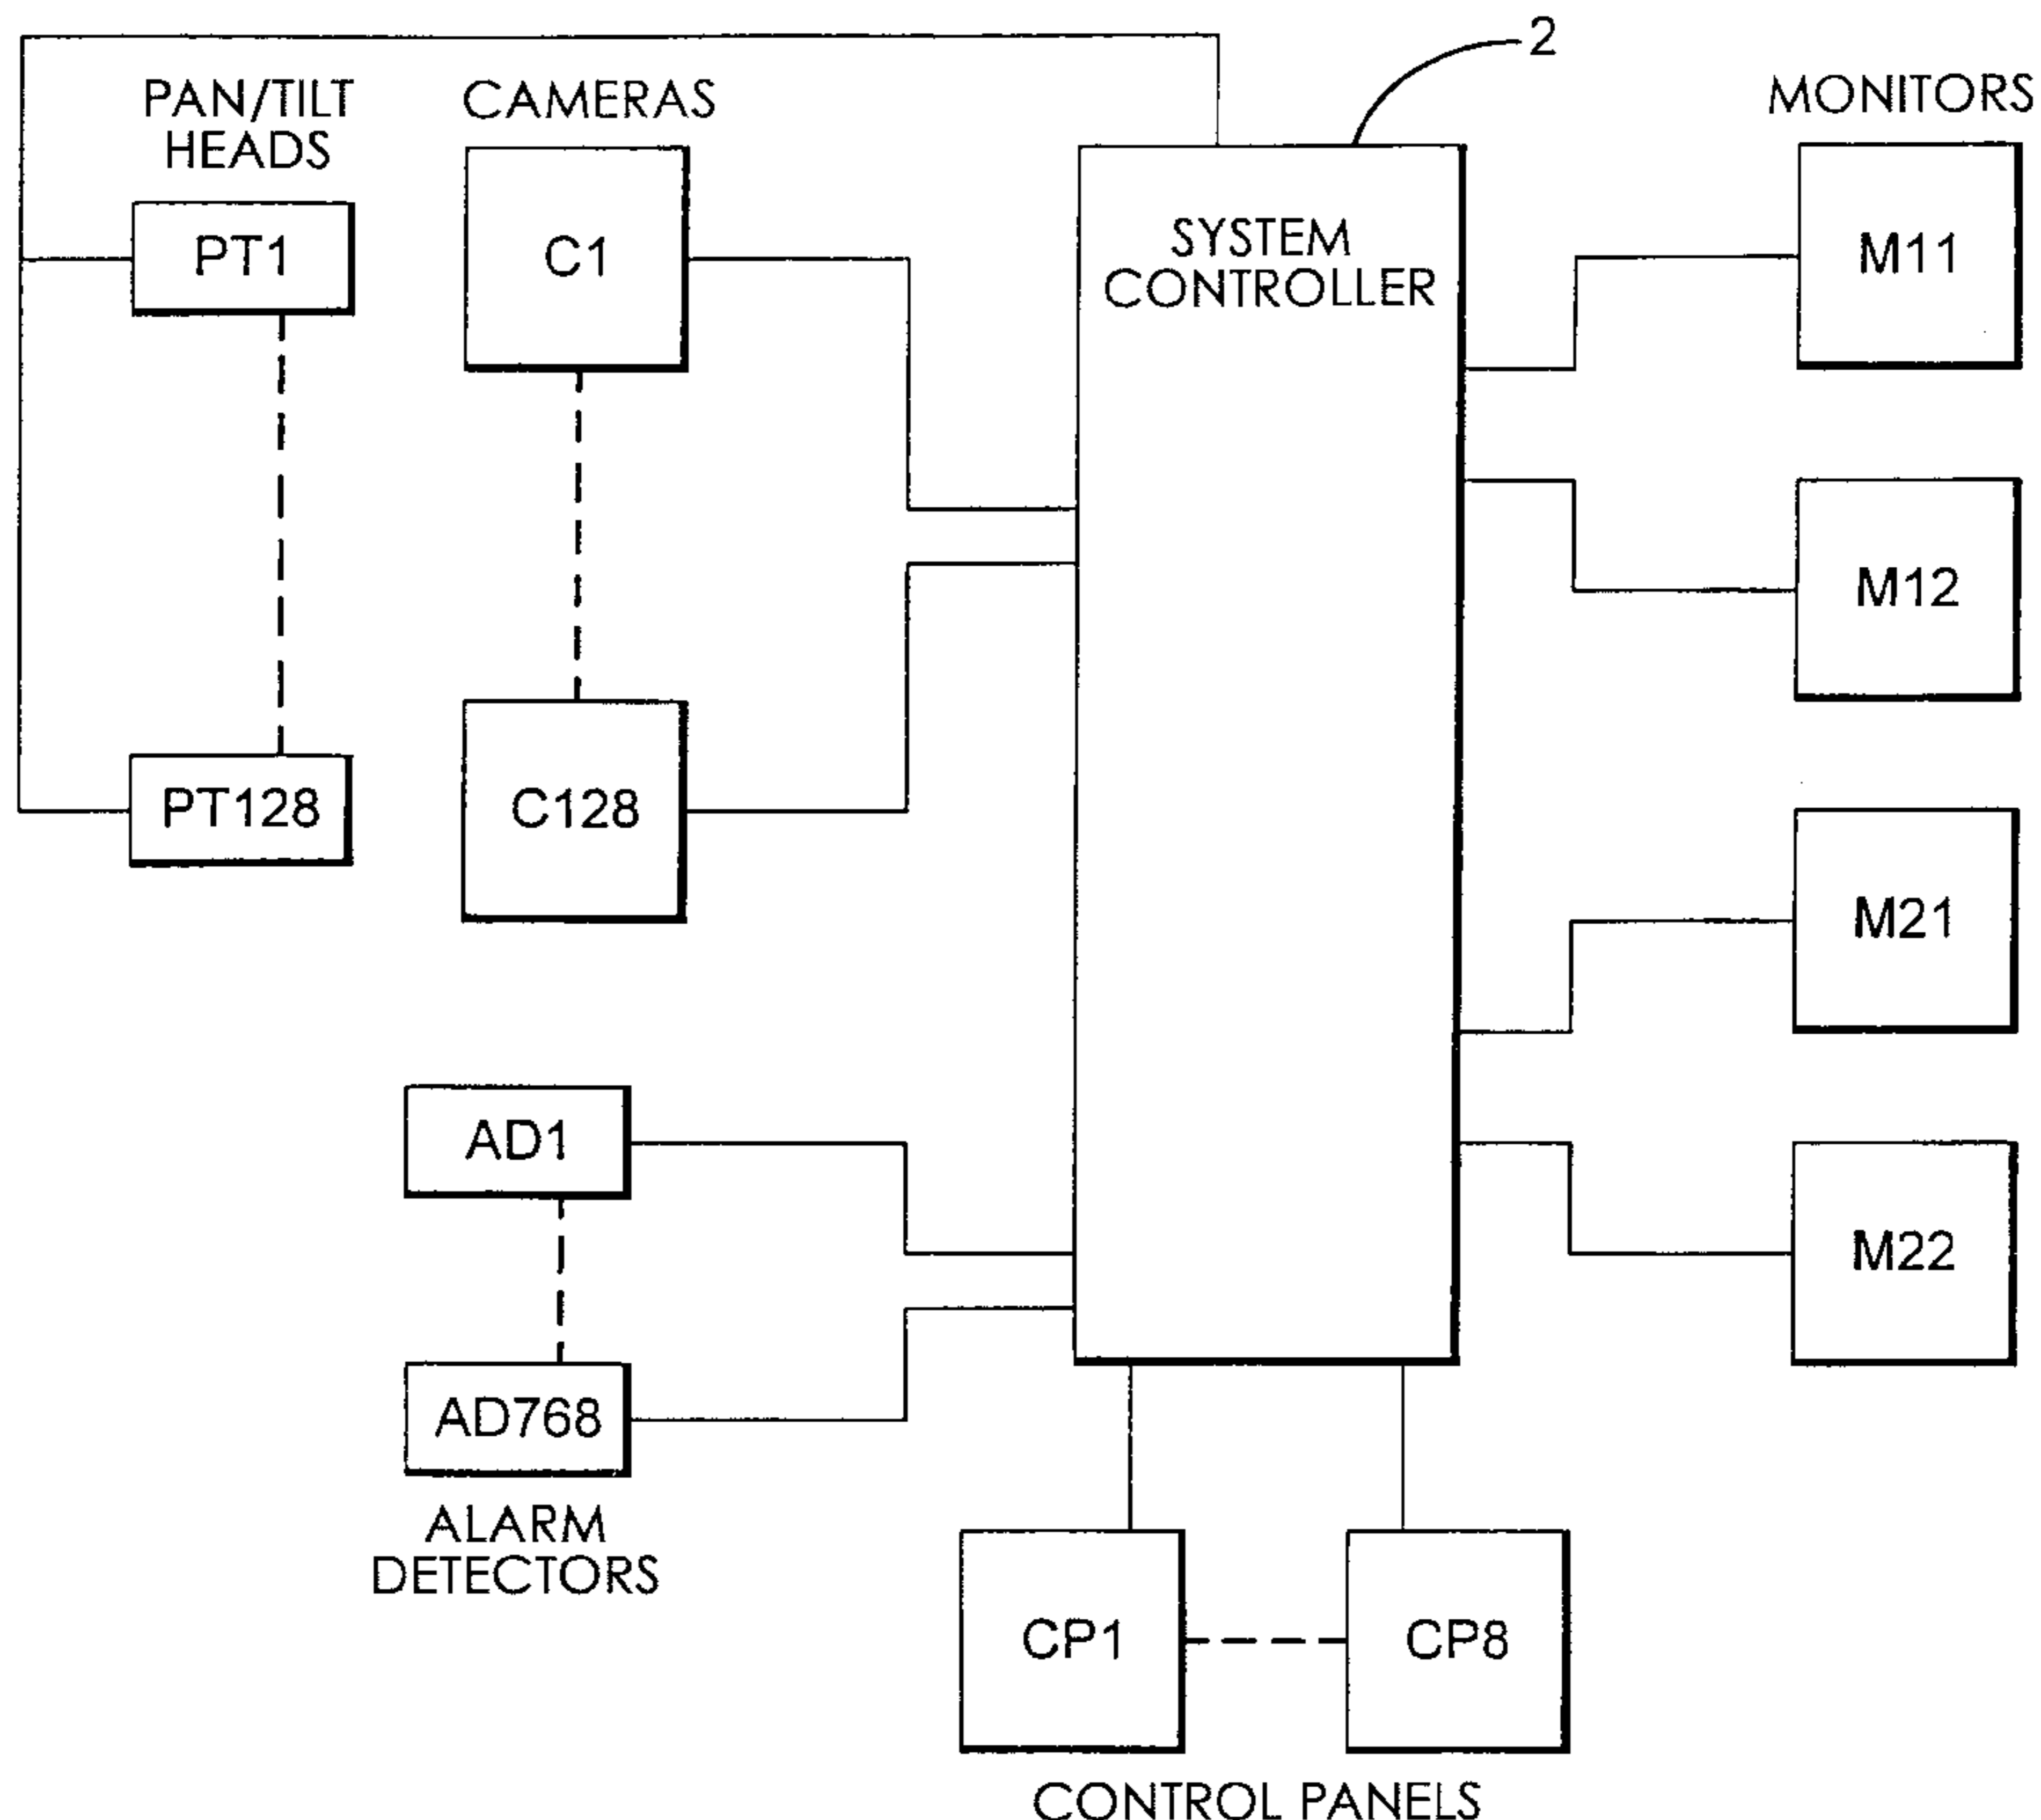 2
PAN/TILT
HEADS
CAMERAS
MONITORS
PT1
C1
SYSTEM
CONTROLLER
M11
M12
PT128
C128
M21
AD1
M22
AD768
ALARM
DETECTORS
CP1
CP8
CONTROL PANELS